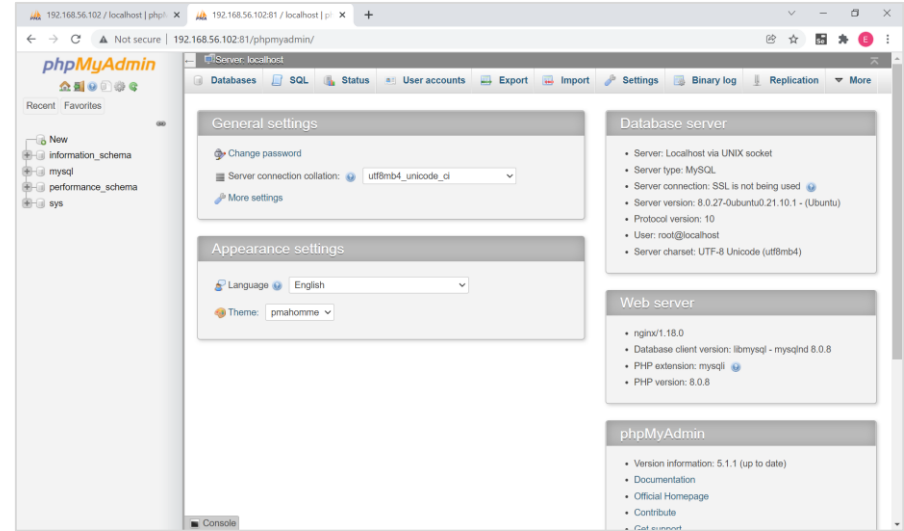 192.168.56.102 / localhost | phpM
192.168.56.102:81 / localhost | ph
Not secure | 192.168.56.102:81/phpmyadmin/
E
phpMyAdmin
Recent Favorites
New
information_schema
mysql
performance_schema
sys
Server: localhost
Databases SQL Status User accounts Export Import Settings Binary log Replication More
General settings
Change password
Server connection collation: utf8mb4_unicode_ci
More settings
Appearance settings
Language English
Theme: pmahomme
Database server
• Server: Localhost via UNIX socket
• Server type: MySQL
• Server connection: SSL is not being used
• Server version: 8.0.27-0ubuntu0.21.10.1 - (Ubuntu)
• Protocol version: 10
• User: root@localhost
• Server charset: UTF-8 Unicode (utf8mb4)
Web server
• nginx/1.18.0
• Database client version: libmysql - mysqlnd 8.0.8
• PHP extension: mysqli
• PHP version: 8.0.8
phpMyAdmin
• Version information: 5.1.1 (up to date)
• Documentation
• Official Homepage
• Contribute
• Get support
Console